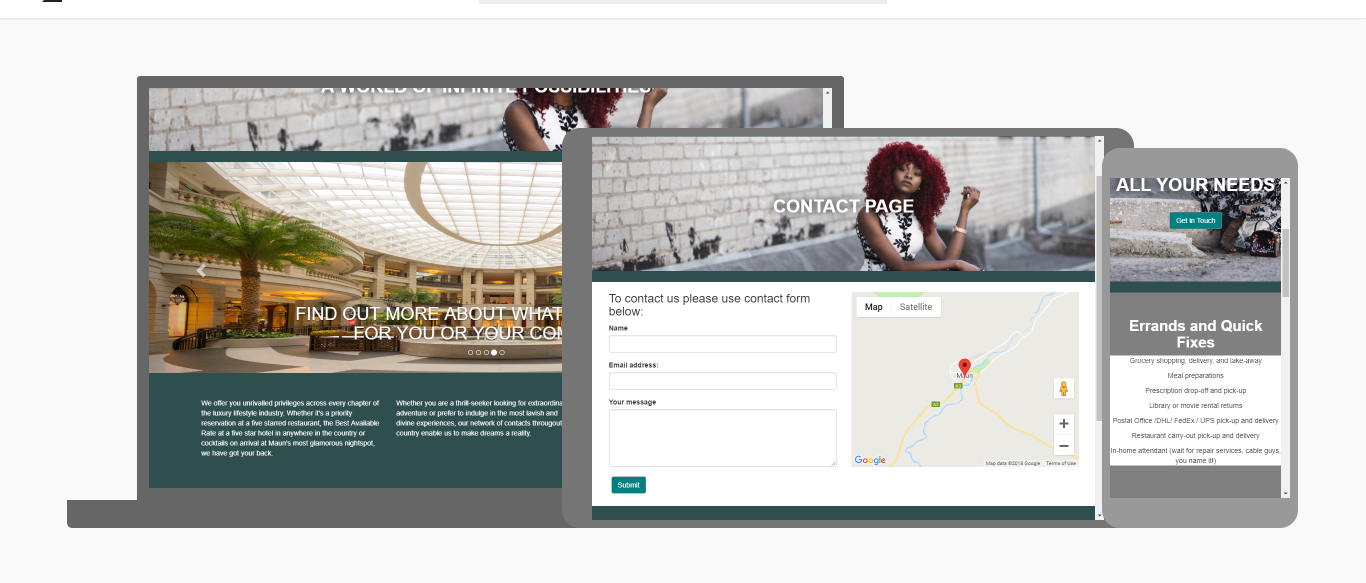 A WORLD OF INFINITE POSSIBILITIES
FIND OUT MORE ABOUT WHAT
FOR YOU OR YOUR COM
We offer you unrivalled privileges across every chapter of
the luxury lifestyle industry. Whether it's a priority
reservation at a five starred restaurant, the Best Available
Rate at a five star hotel in anywhere in the country or
cocktails on arrival at Maun's most glamorous nightspot,
we have got your back.
Whether you are a thrill-seeker looking for extraordina
adventure or prefer to indulge in the most lavish and
divine experiences, our network of contacts throughout
country enable us to make dreams a reality.
CONTACT PAGE
To contact us please use contact form
below:
Name
Email address:
Your message
Submit
Map
Satellite
Maun
A3
A3
Google
Map data ©2018 Google
Terms of Use
ALL YOUR NEEDS
Get in Touch
Errands and Quick
Fixes
Grocery shopping, delivery, and take-away
Meal preparations
Prescription drop-off and pick-up
Library or movie rental returns
Postal Office /DHL/ FedEx / UPS pick-up and delivery
Restaurant carry-out pick-up and delivery
In-home attendant (wait for repair services, cable guys,
you name it!)